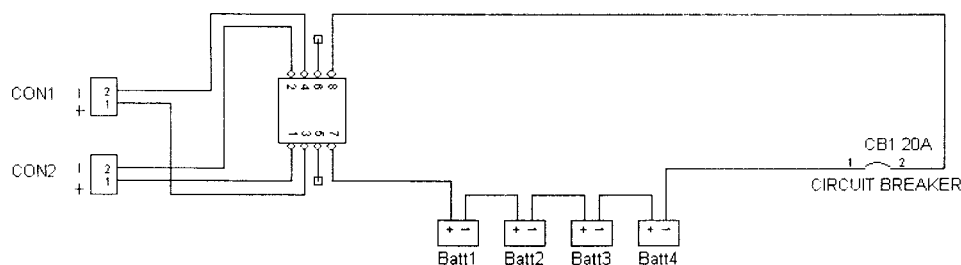 CON1
- 2
+ 1
CON2
- 2
+ 1
2 4 6 8
1 3 5 7
CB1 20A
1 2
CIRCUIT BREAKER
+ - + - + - + -
Batt1 Batt2 Batt3 Batt4